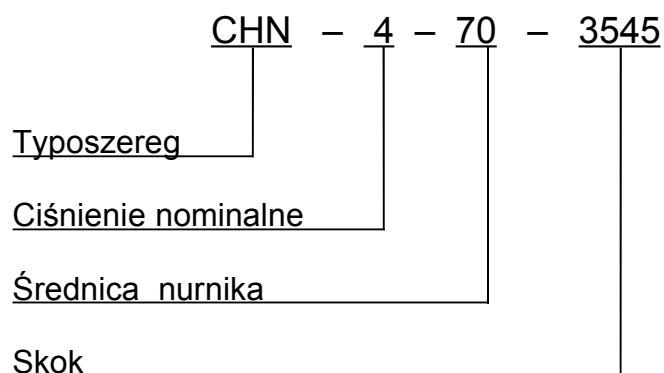 CHN – 4 – 70 – 3545
Typoszereg
Ciśnienie nominalne
Średnica nurnika
Skok